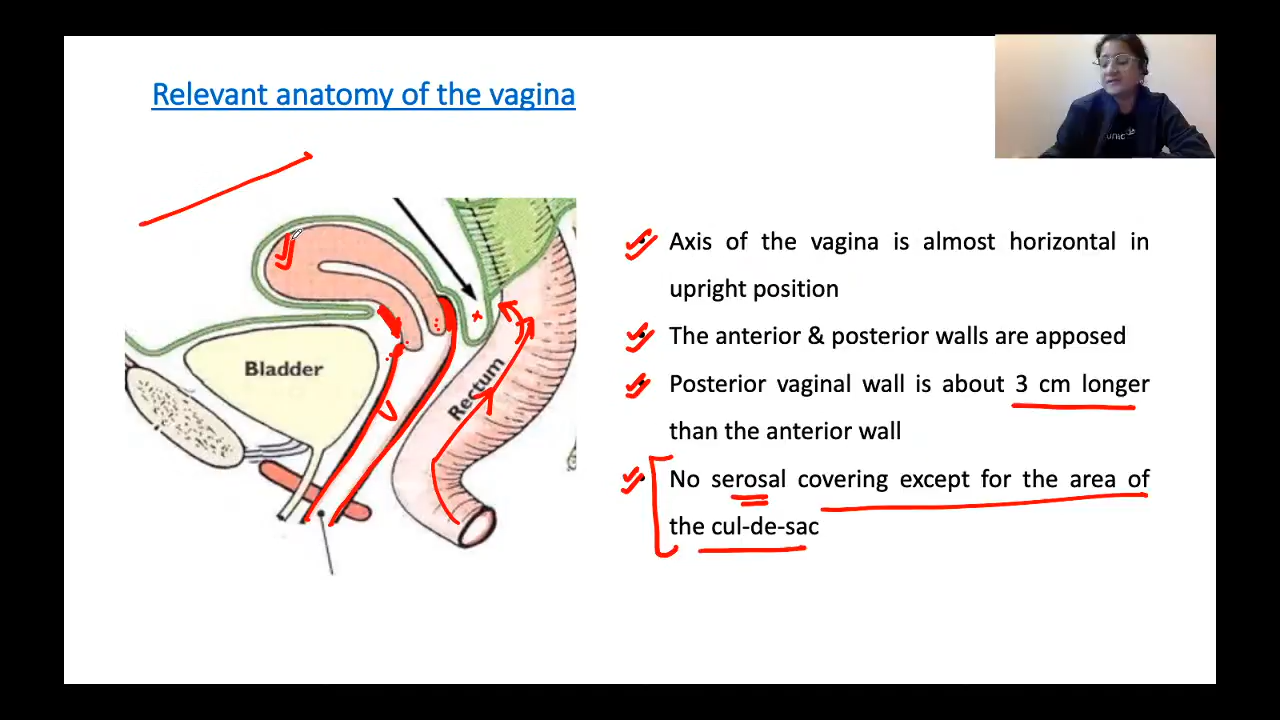 Relevant anatomy of the vagina
Axis of the vagina is almost horizontal in
upright position
The anterior & posterior walls are apposed
Posterior vaginal wall is about 3 cm longer
than the anterior wall
No serosal covering except for the area of
the cul-de-sac
Bladder
Rectum